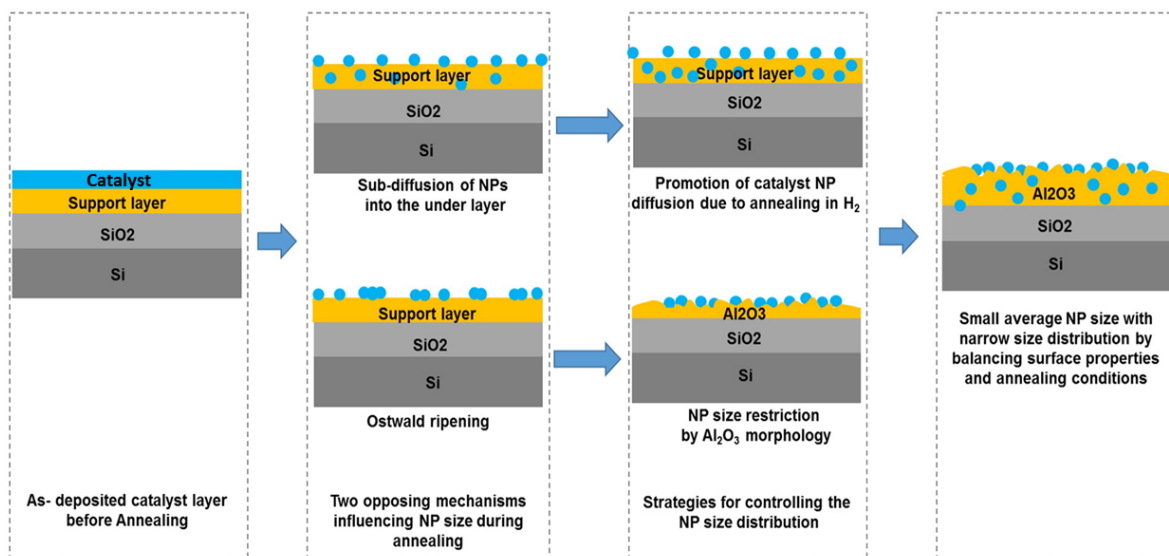 Catalyst
Support layer
SiO2
Si
As- deposited catalyst layer
before Annealing
Support layer
SiO2
Si
Sub-diffusion of NPs
into the under layer
Support layer
SiO2
Si
Ostwald ripening
Two opposing mechanisms
influencing NP size during
annealing
Support layer
SiO2
Si
Promotion of catalyst NP
diffusion due to annealing in H₂
Al2O3
SiO2
Si
NP size restriction
by Al₂O₃ morphology
Strategies for controlling the
NP size distribution
Al2O3
SiO2
Si
Small average NP size with
narrow size distribution by
balancing surface properties
and annealing conditions